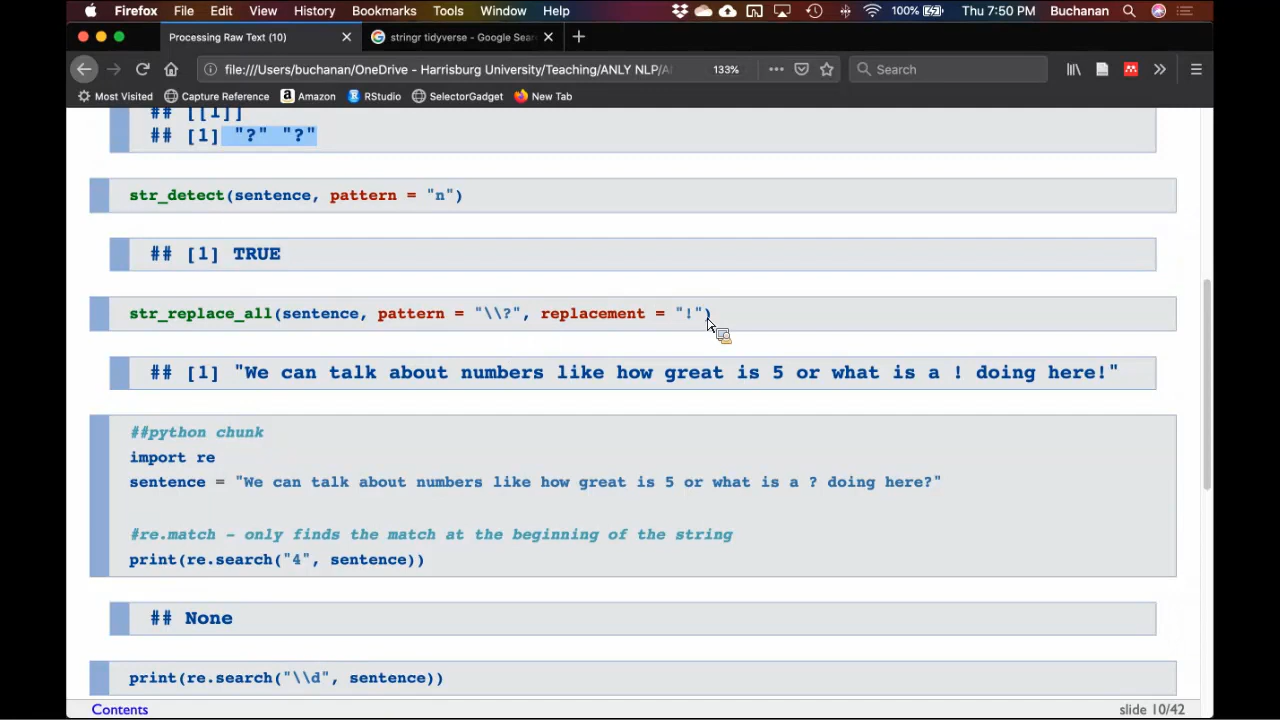 Firefox File Edit View History Bookmarks Tools Window Help 100% Thu 7:50 PM Buchanan
Processing Raw Text (10) stringr tidyverse - Google Sear
file:///Users/buchanan/OneDrive - Harrisburg University/Teaching/ANLY NLP/A 133% Search
Most Visited Capture Reference Amazon RStudio SelectorGadget New Tab
## [[1]]
## [1] "?" "?"
str_detect(sentence, pattern = "n")
## [1] TRUE
str_replace_all(sentence, pattern = "\\?", replacement = "!")
## [1] "We can talk about numbers like how great is 5 or what is a ! doing here!"
##python chunk
import re
sentence = "We can talk about numbers like how great is 5 or what is a ? doing here?"
#re.match - only finds the match at the beginning of the string
print(re.search("4", sentence))
## None
print(re.search("\\d", sentence))
Contents slide 10/42